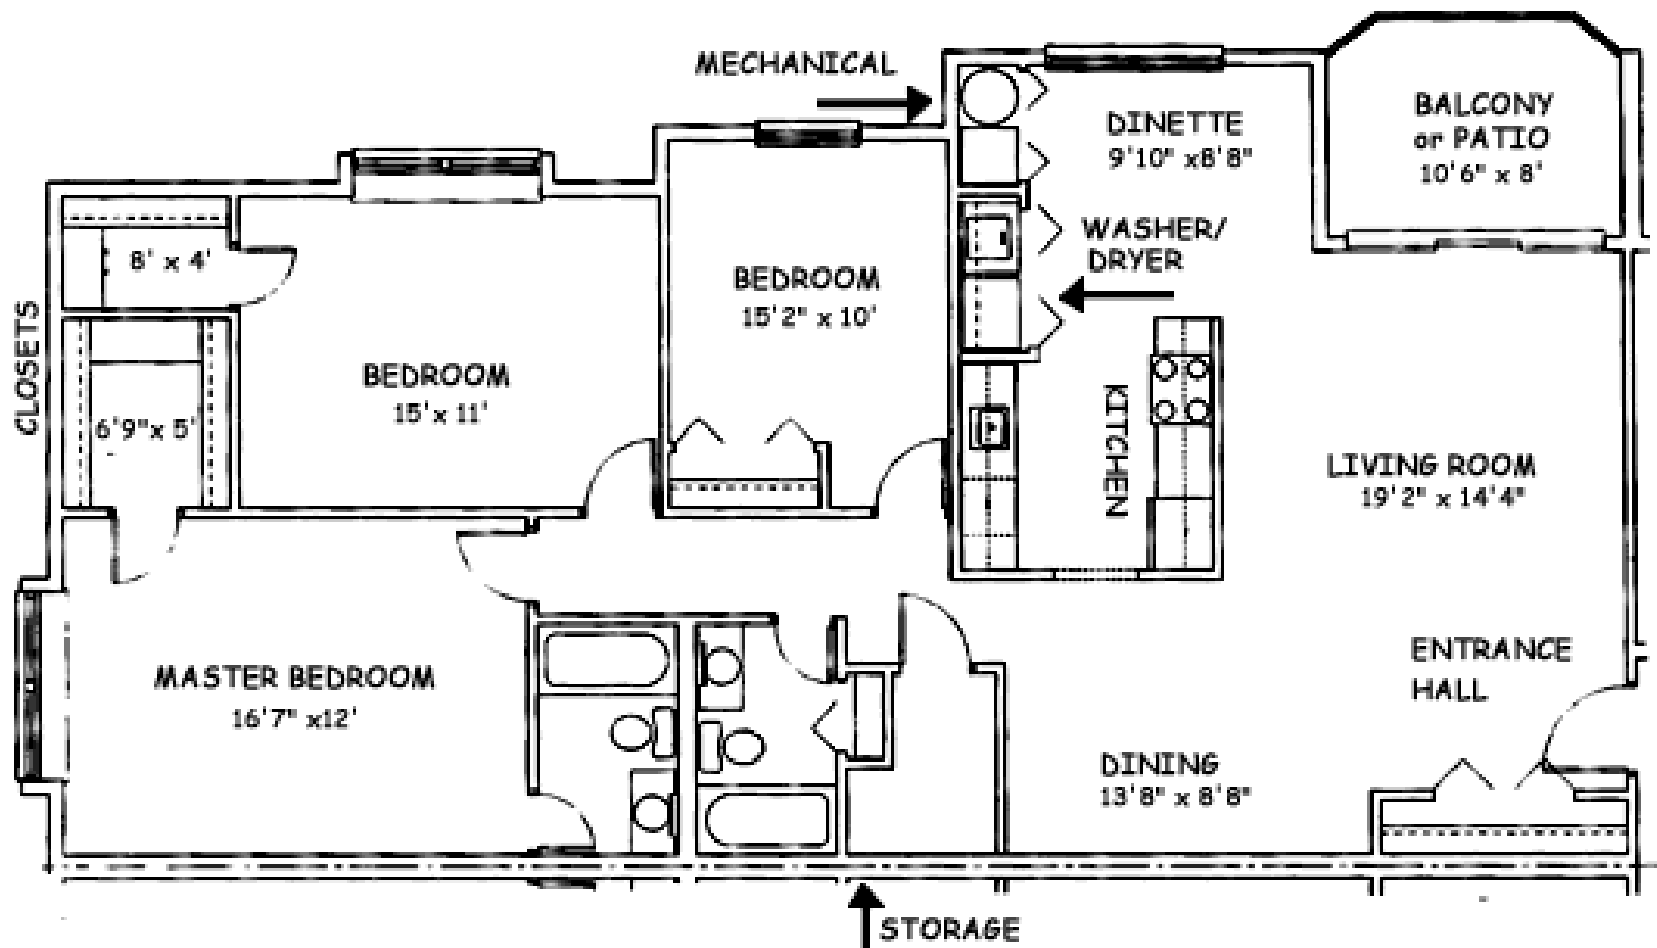 MECHANICAL
DINETTE
9'10" x8'8"
BALCONY
or PATIO
10'6" x 8'
WASHER/
DRYER
8' x 4'
BEDROOM
15'2" x 10'
CLOSETS
BEDROOM
15'x 11'
6'9"x 5'
KITCHEN
LIVING ROOM
19'2" x 14'4"
MASTER BEDROOM
16'7" x12'
ENTRANCE
HALL
DINING
13'8" x 8'8"
STORAGE